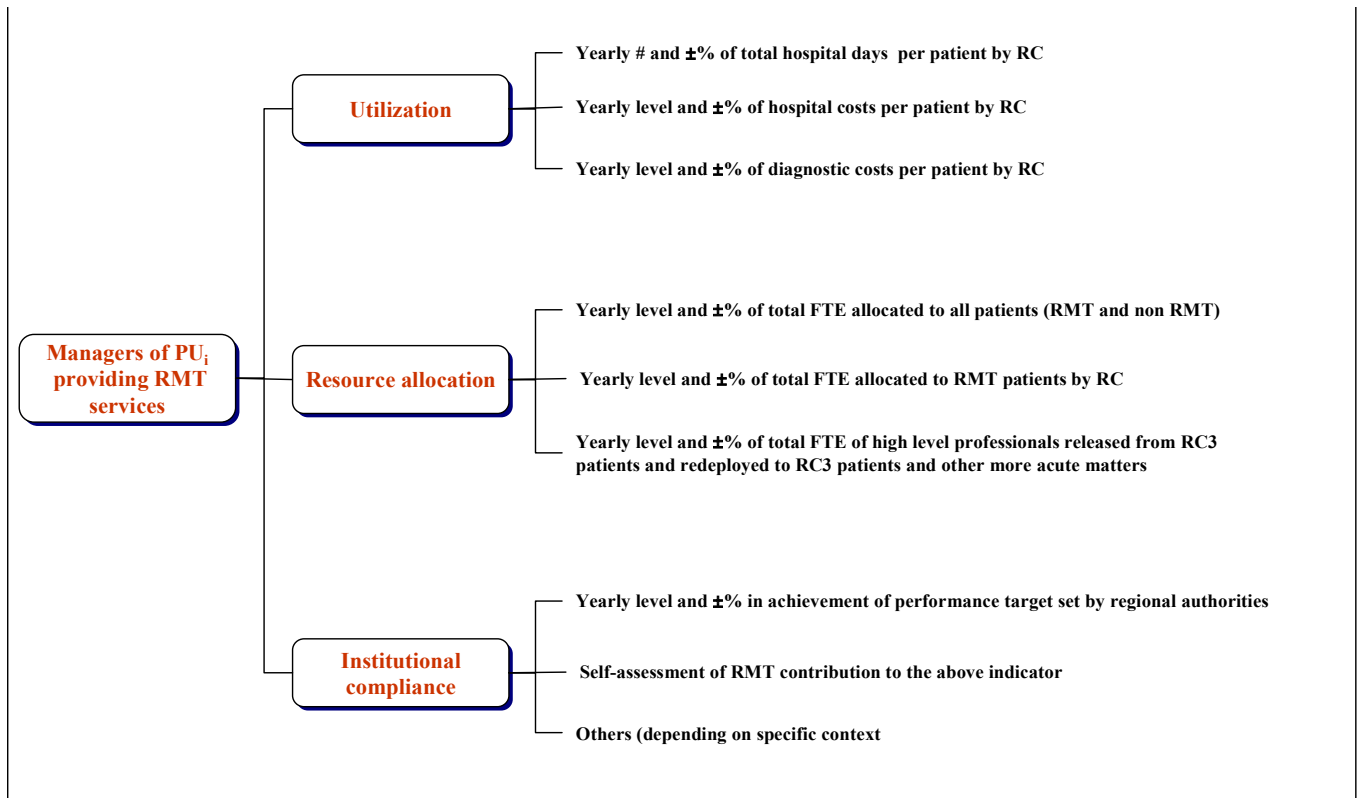 Yearly # and ±% of total hospital days per patient by RC
Utilization
Yearly level and ±% of hospital costs per patient by RC
Yearly level and ±% of diagnostic costs per patient by RC
Managers of PUi
providing RMT
services
Yearly level and ±% of total FTE allocated to all patients (RMT and non RMT)
Resource allocation
Yearly level and ±% of total FTE allocated to RMT patients by RC
Yearly level and ±% of total FTE of high level professionals released from RC3
patients and redeployed to RC3 patients and other more acute matters
Yearly level and ±% in achievement of performance target set by regional authorities
Institutional
compliance
Self-assessment of RMT contribution to the above indicator
Others (depending on specific context